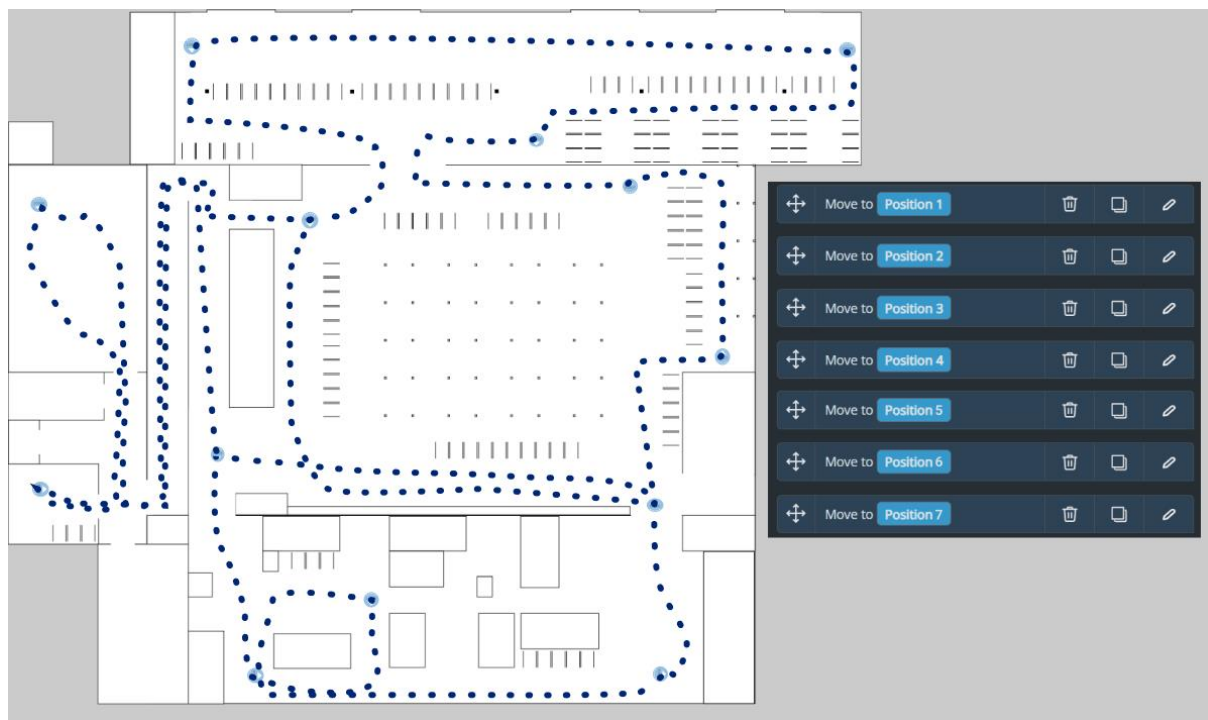 Move to Position 1
Move to Position 2
Move to Position 3
Move to Position 4
Move to Position 5
Move to Position 6
Move to Position 7